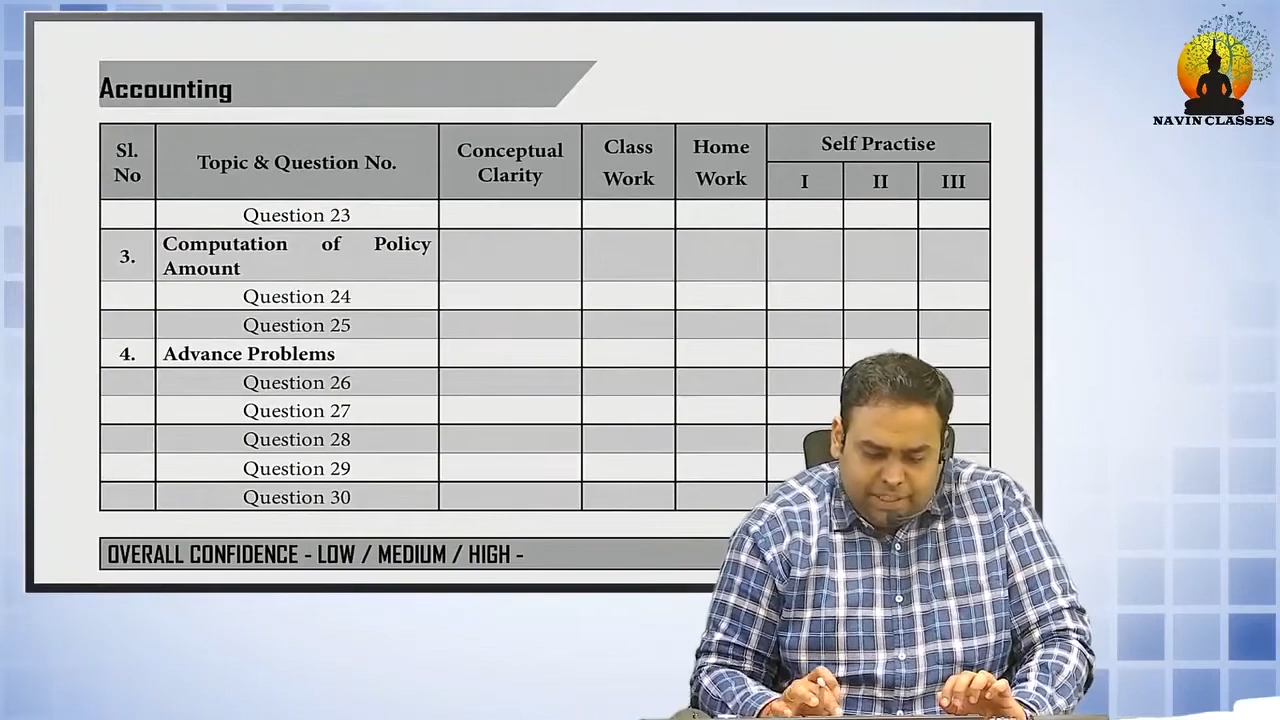 NAVIN CLASSES
Accounting
Sl. No Topic & Question No. Conceptual Clarity Class Work Home Work Self Practise
I II III
Question 23
3. Computation of Policy
Amount
Question 24
Question 25
4. Advance Problems
Question 26
Question 27
Question 28
Question 29
Question 30
OVERALL CONFIDENCE - LOW / MEDIUM / HIGH -